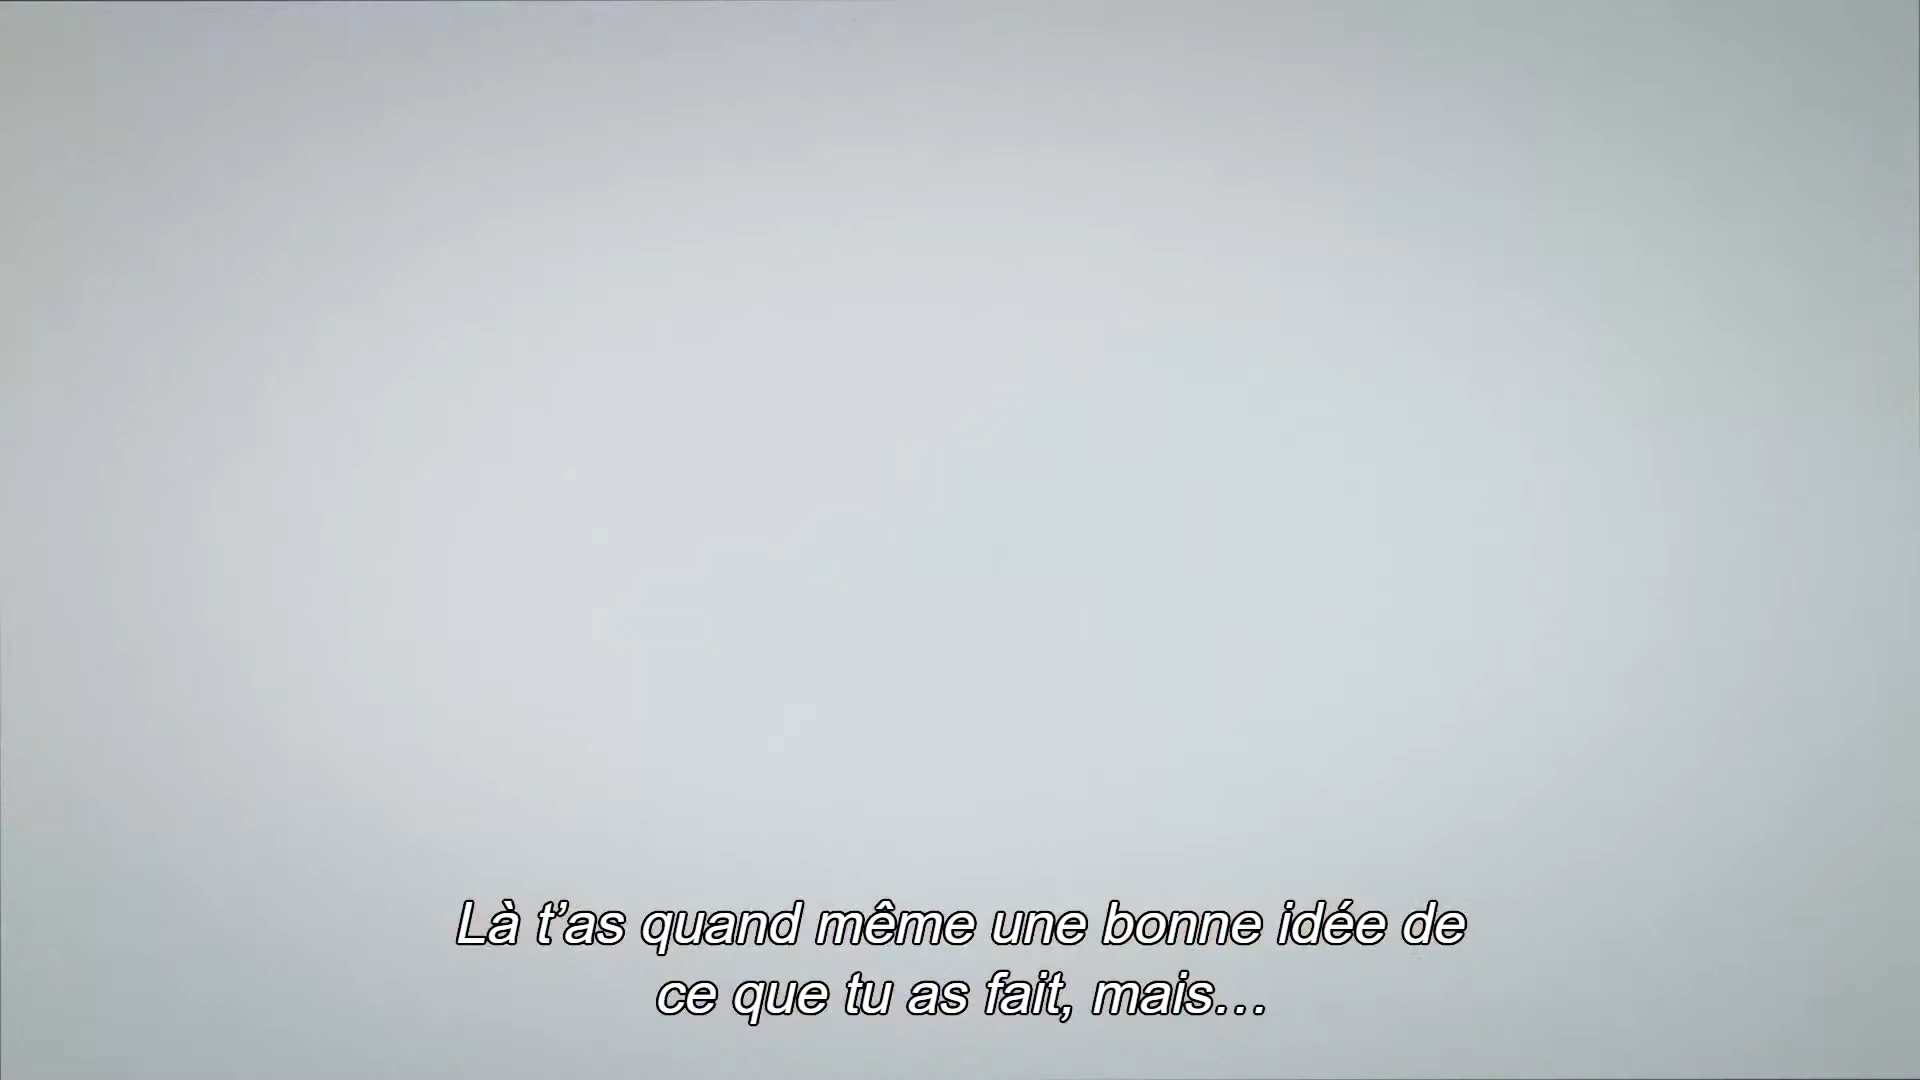 Là t’as quand même une bonne idée de
ce que tu as fait, mais…